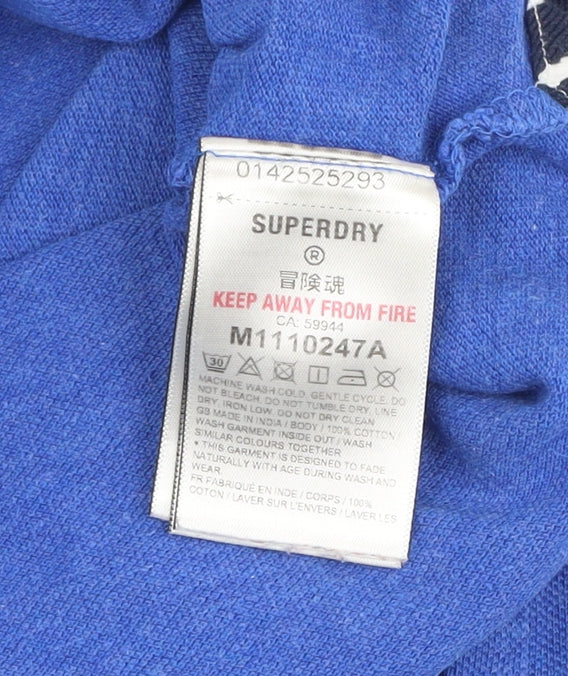 0142525293
SUPERDRY
®
冒険魂
KEEP AWAY FROM FIRE
CA: 59944
M1110247A
30
MACHINE WASH COLD, GENTLE CYCLE. DO
NOT BLEACH. DO NOT TUMBLE DRY. LINE
DRY. IRON LOW. DO NOT DRY CLEAN
GB MADE IN INDIA / BODY / 100% COTTON
WASH GARMENT INSIDE OUT / WASH
SIMILAR COLOURS TOGETHER
* THIS GARMENT IS DESIGNED TO FADE
NATURALLY WITH AGE DURING WASH AND
WEAR.
FR FABRIQUÉ EN INDE / CORPS / 100%
COTON / LAVER SUR L'ENVERS / LAVER LES